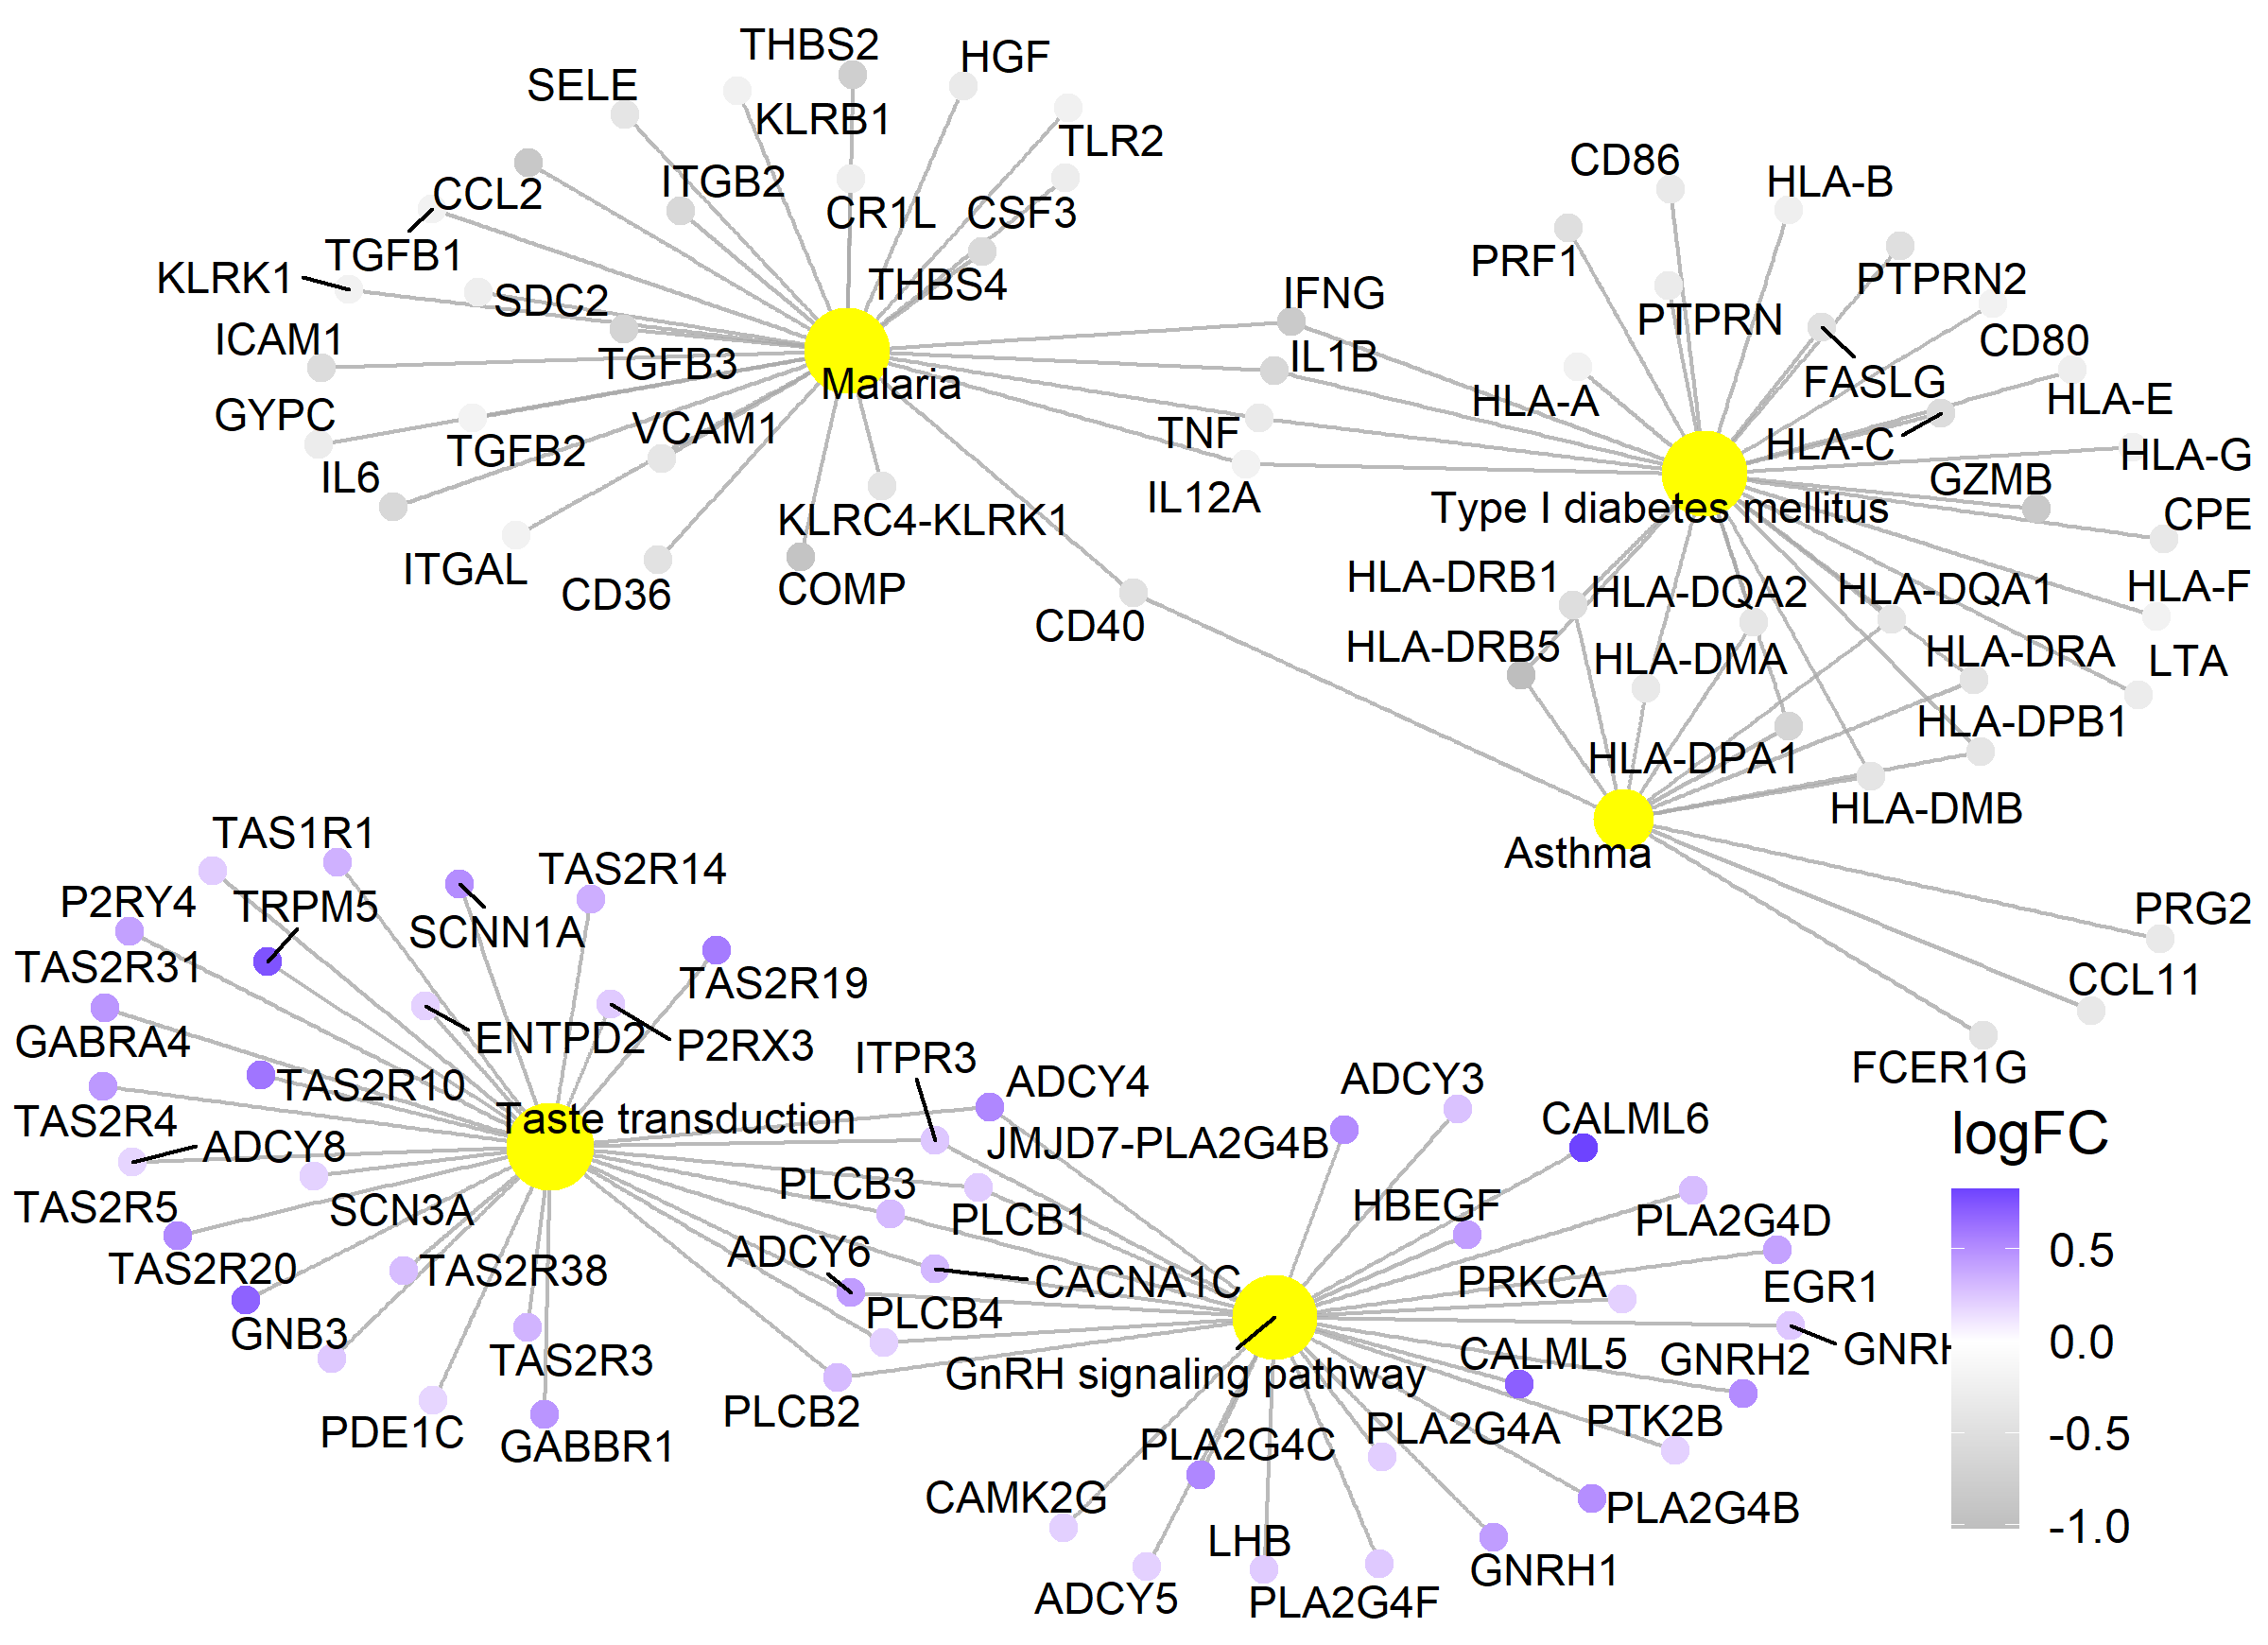 THBS2
HGF
SELE
KLRB1
TLR2
CD86
HLA-B
CCL2
ITGB2
CR1L
CSF3
TGFB1
KLRK1
PRF1
PTPRN2
SDC2
THBS4
IFNG
PTPRN
CD80
ICAM1
TGFB3
Malaria
IL1B
HLA-A
FASLG
HLA-E
GYPC
TGFB2
VCAM1
TNF
HLA-C
HLA-G
IL6
IL12A
Type I diabetes mellitus
GZMB
CPE
KLRC4-KLRK1
ITGAL
CD36
COMP
CD40
HLA-DRB1
HLA-DQA2
HLA-DQA1
HLA-F
HLA-DRB5
HLA-DMA
HLA-DRA
LTA
HLA-DPB1
HLA-DPA1
HLA-DMB
Asthma
TAS1R1
TAS2R14
P2RY4
TRPM5
SCNN1A
PRG2
TAS2R31
TAS2R19
CCL11
GABRA4
ENTPD2
P2RX3
ITPR3
FCER1G
TAS2R10
ADCY4
ADCY3
TAS2R4
Taste transduction
CALML6
ADCY8
JMJD7-PLA2G4B
TAS2R5
SCN3A
PLCB3
PLCB1
HBEGF
PLA2G4D
TAS2R20
TAS2R38
ADCY6
CACNA1C
PRKCA
EGR1
GNB3
PLCB4
TAS2R3
GnRH signaling pathway
CALML5
GNRH2
PDE1C
GABBR1
PLCB2
PLA2G4C
PLA2G4A
PTK2B
CAMK2G
PLA2G4B
LHB
GNRH1
ADCY5
PLA2G4F
logFC
0.5
0.0
-0.5
-1.0